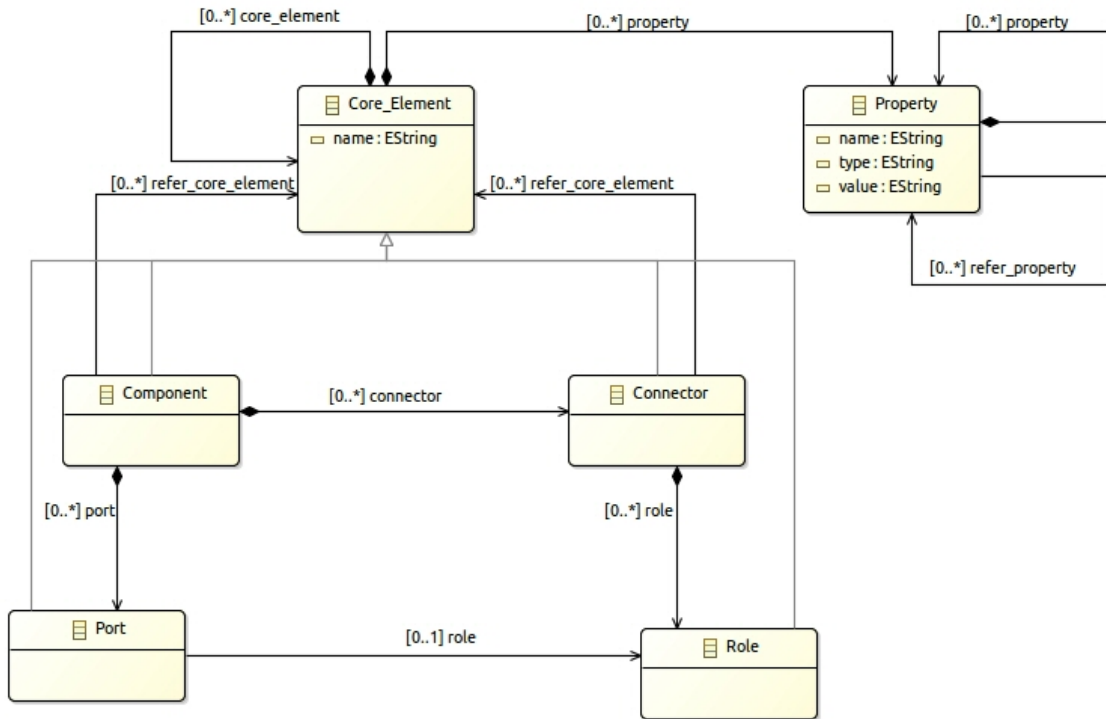 [0..*] core_element
[0..*] property
[0..*] property
Core_Element
name : EString
Property
name : EString
type : EString
value : EString
[0..*] refer_core_element
[0..*] refer_core_element
[0..*] refer_property
Component
[0..*] connector
Connector
[0..*] port
[0..*] role
Port
[0..1] role
Role